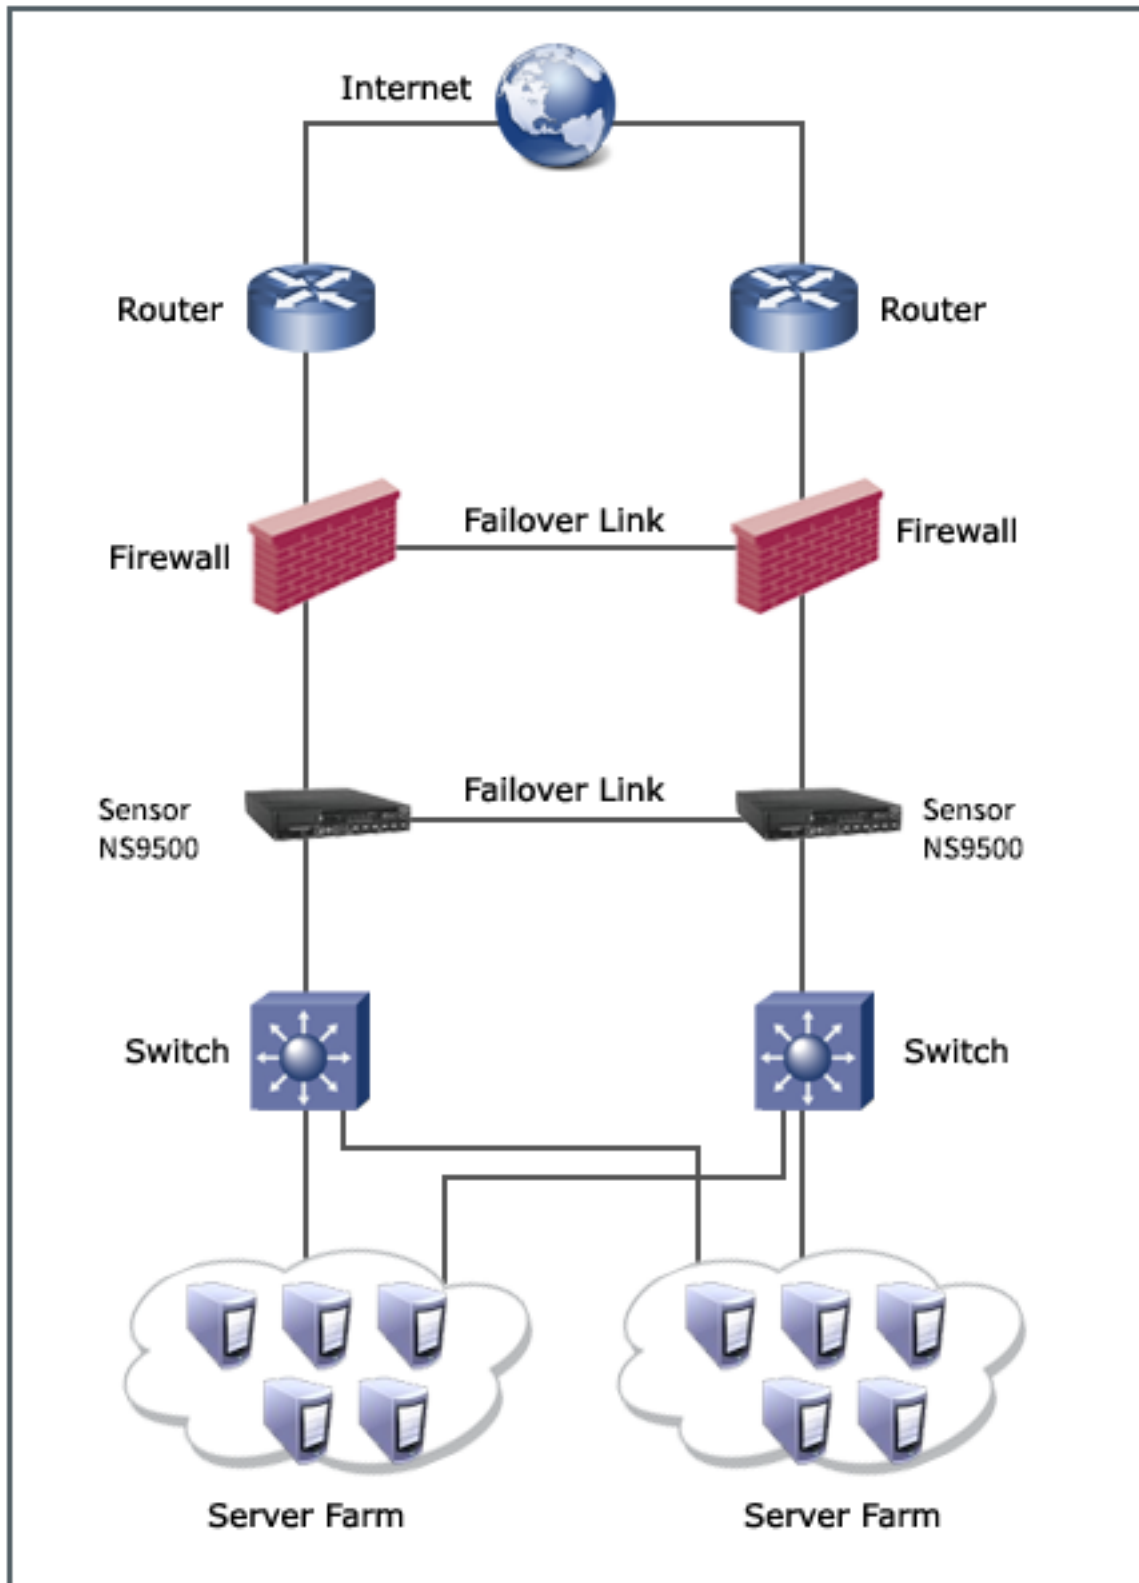 Internet
Router
Router
Failover Link
Firewall
Firewall
Failover Link
Sensor
NS9500
Sensor
NS9500
Switch
Switch
Server Farm
Server Farm